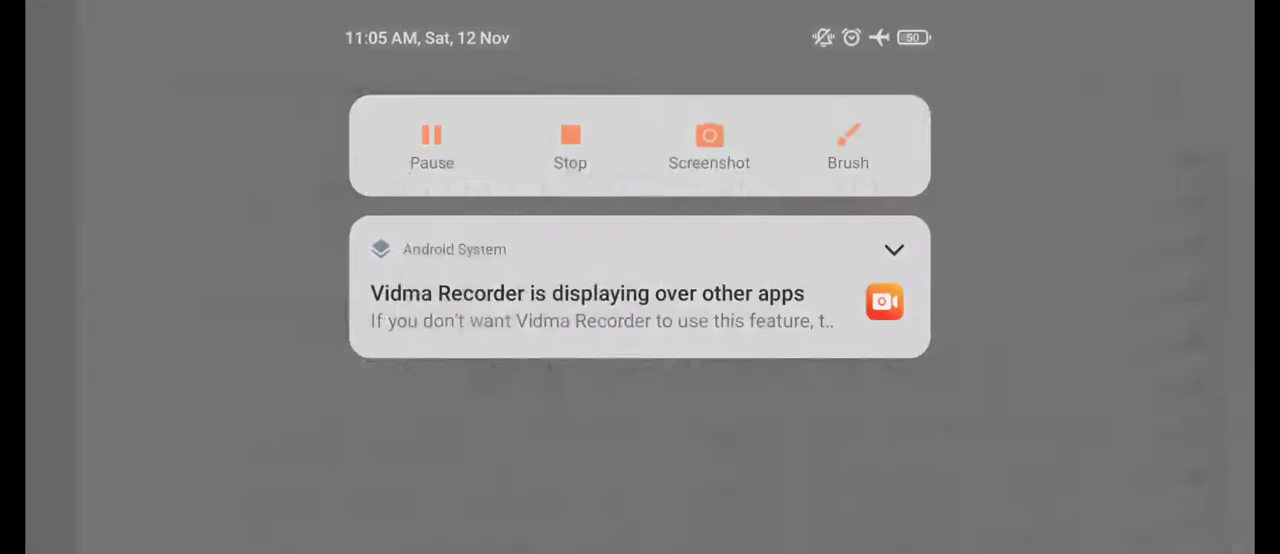 11:05 AM, Sat, 12 Nov
50
Pause
Stop
Screenshot
Brush
Android System
Vidma Recorder is displaying over other apps
If you don't want Vidma Recorder to use this feature, t..